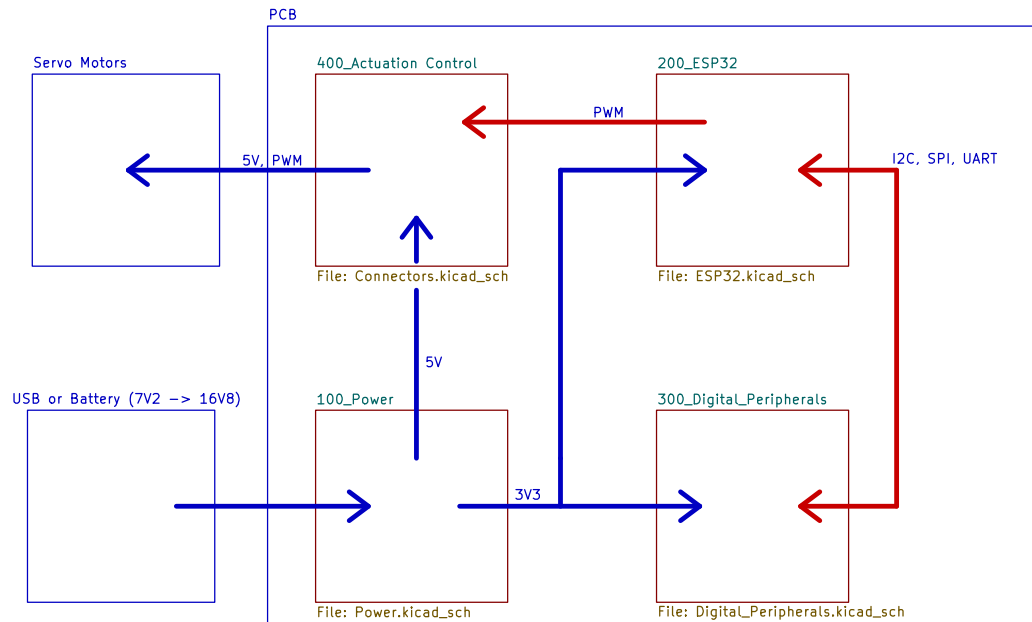 PCB
Servo Motors
400_Actuation Control
200_ESP32
PWM
5V, PWM
I2C, SPI, UART
File: Connectors.kicad_sch
File: ESP32.kicad_sch
5V
USB or Battery (7V2 -> 16V8)
100_Power
300_Digital_Peripherals
3V3
File: Power.kicad_sch
File: Digital_Peripherals.kicad_sch